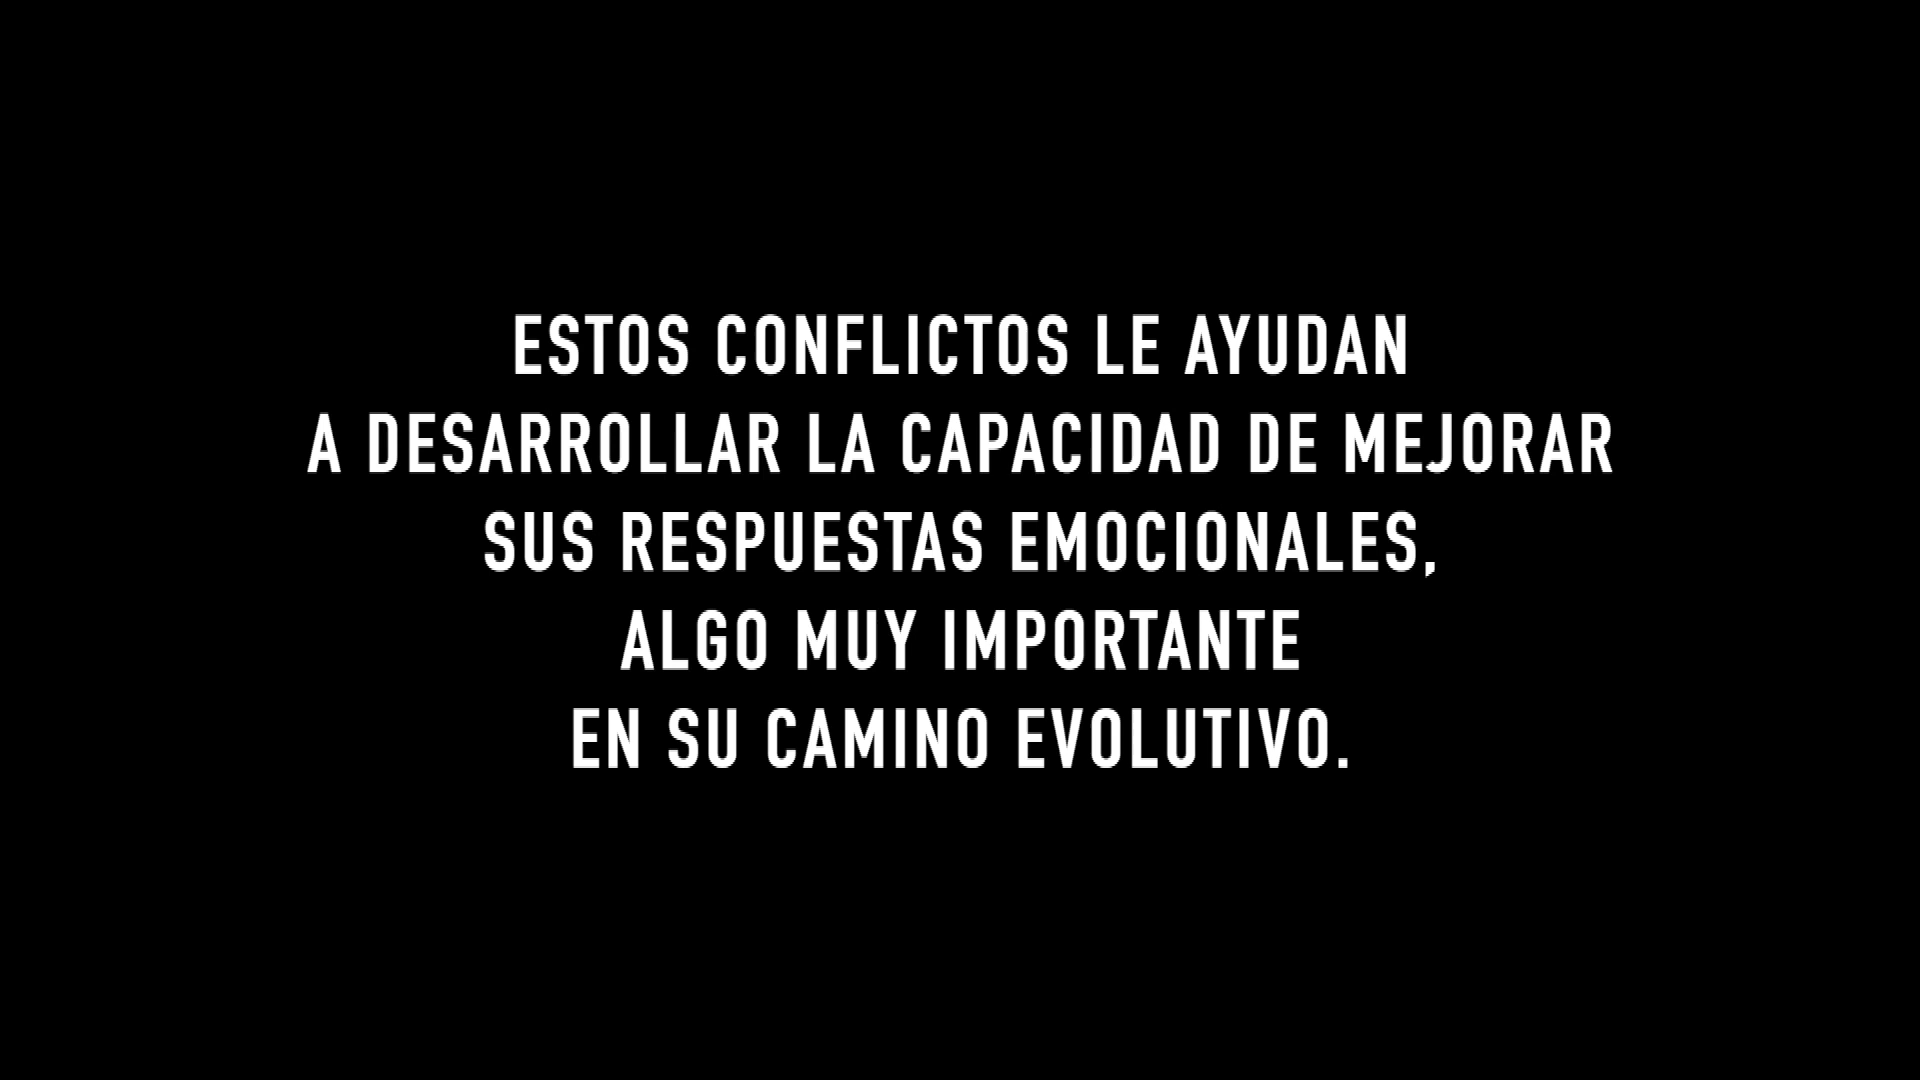 ESTOS CONFLICTOS LE AYUDAN
A DESARROLLAR LA CAPACIDAD DE MEJORAR
SUS RESPUESTAS EMOCIONALES,
ALGO MUY IMPORTANTE
EN SU CAMINO EVOLUTIVO.